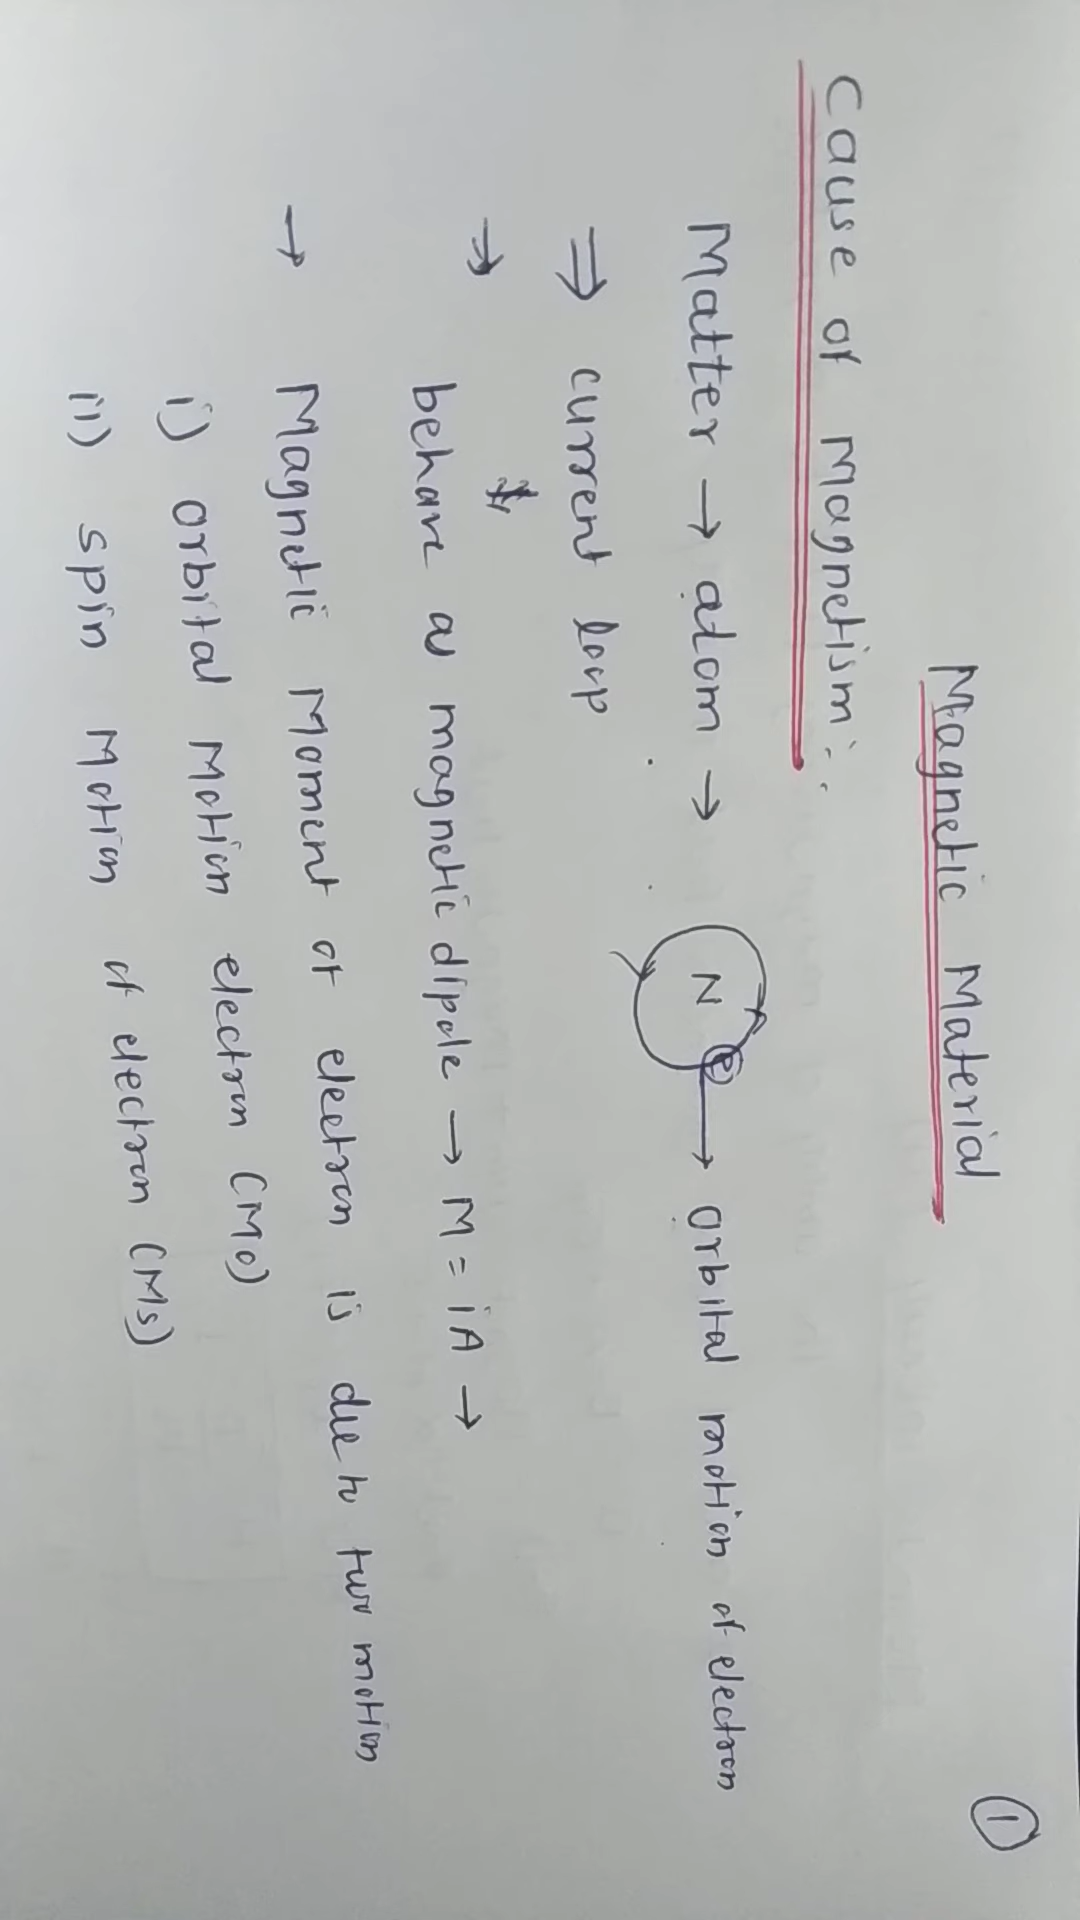 ①
Magnetic Material
Cause of Magnetism:
Matter → atom → N e → orbital motion of electron
⇒ current loop
→
behave as magnetic dipole → M = iA →
→ Magnetic Moment of electron is due to two motion
i) orbital Motion electron (Mo)
ii) spin Motion of electron (Ms)